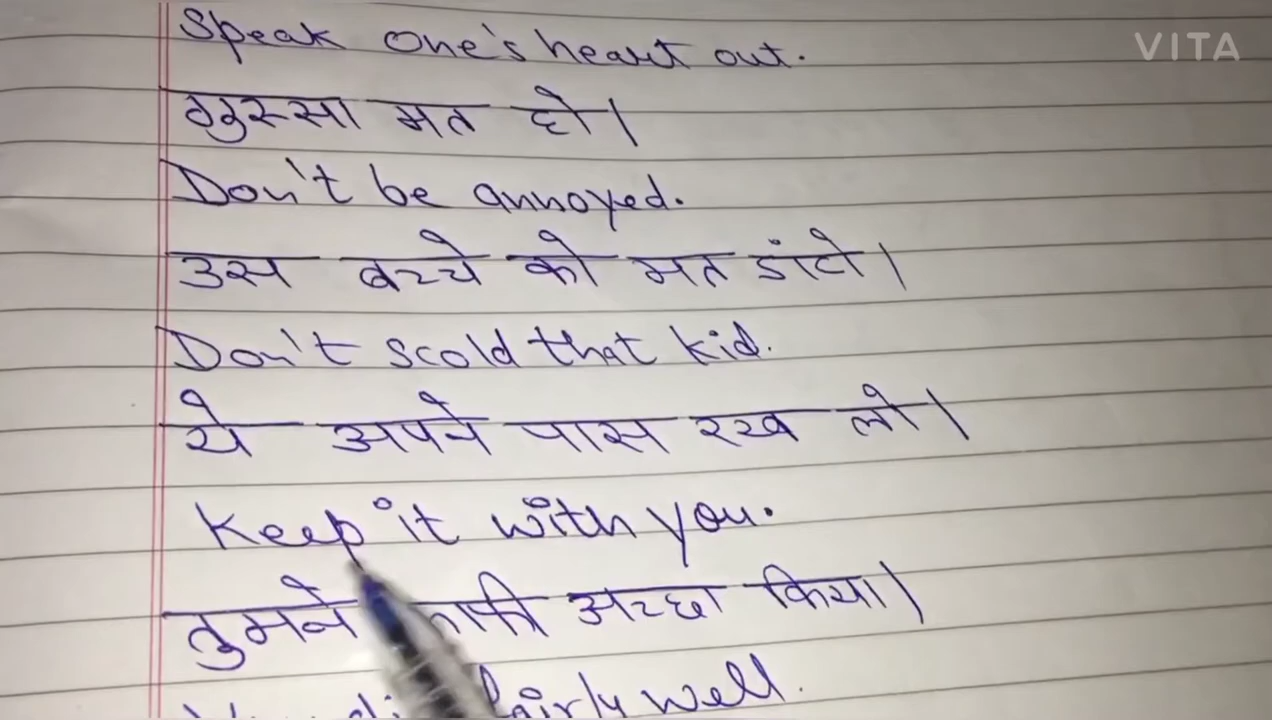 Speak one's heart out.
VITA
गुस्सा मत हो।
Don't be annoyed.
उस बच्चे को मत डांटो।
Don't scold that kid.
ये अपने पास रख लो।
Keep it with you.
तुमने काफी अच्छा किया।
fairly well.